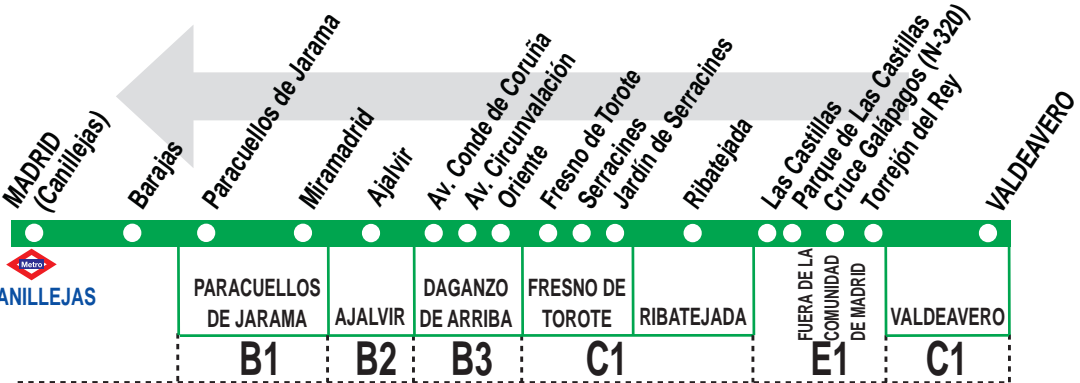 MADRID
(Canillejas)
Barajas
Paracuellos de Jarama
Miramadrid
Ajalvir
Av. Conde de Coruña
Av. Circunvalación
Oriente
Fresno de Torote
Serracines
Jardín de Serracines
Ribatejada
Las Castillas
Parque de Las Castillas
Cruce Galápagos (N-320)
Torrejón del Rey
VALDEAVERO
Metro
ANILLEJAS
PARACUELLOS
DE JARAMA
AJALVIR
DAGANZO
DE ARRIBA
FRESNO DE
TOROTE
RIBATEJADA
FUERA DE LA
COMUNIDAD
DE MADRID
VALDEAVERO
B1
B2
B3
C1
E1
C1